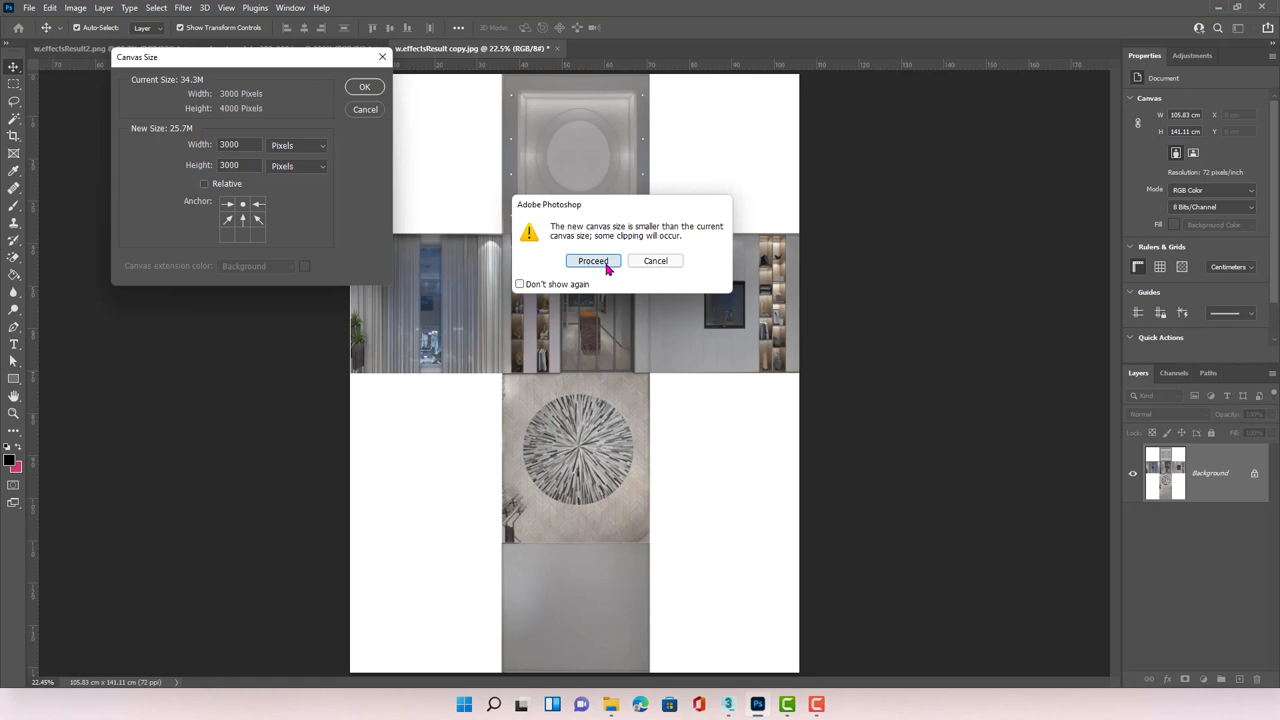 Ps File Edit Image Layer Type Select Filter 3D View Plugins Window Help
Auto-Select: Layer Show Transform Controls 3D Mode:
w.effectsResult2.png w.effectsResult copy.jpg @ 22.5% (RGB/8#) *
Canvas Size
Current Size: 34.3M
Width: 3000 Pixels
Height: 4000 Pixels
OK
Cancel
New Size: 25.7M
Width: 3000 Pixels
Height: 3000 Pixels
Relative
Anchor:
Canvas extension color: Background
Adobe Photoshop
The new canvas size is smaller than the current
canvas size; some clipping will occur.
Proceed Cancel
Don't show again
Properties Adjustments
Document
Canvas
W 105.83 cm X
H 141.11 cm Y
Resolution: 72 pixels/inch
Mode RGB Color
8 Bits/Channel
Fill Background Color
Rulers & Grids
Centimeters
Guides
Quick Actions
Layers Channels Paths
Kind
Normal Opacity: 100%
Lock: Fill: 100%
Background
22.45% 105.83 cm x 141.11 cm (72 ppi)